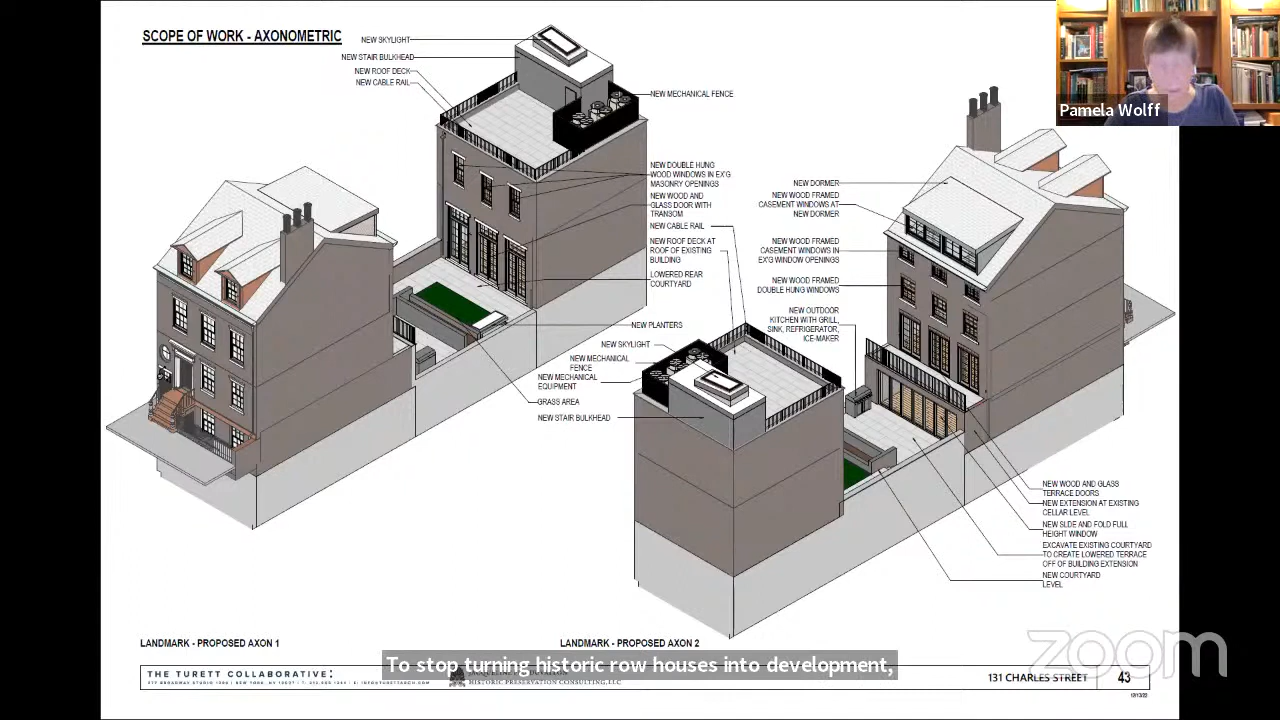 SCOPE OF WORK - AXONOMETRIC
NEW SKYLIGHT
NEW STAIR BULKHEAD
NEW ROOF DECK
NEW CABLE RAIL
NEW MECHANICAL FENCE
NEW DOUBLE HUNG
WOOD WINDOWS IN EX'G
MASONRY OPENINGS
NEW WOOD AND
GLASS DOOR WITH
TRANSOM
NEW CABLE RAIL
NEW ROOF DECK AT
ROOF OF EXISTING
BUILDING
LOWERED REAR
COURTYARD
NEW PLANTERS
NEW SKYLIGHT
NEW MECHANICAL
FENCE
NEW MECHANICAL
EQUIPMENT
GRASS AREA
NEW STAIR BULKHEAD
NEW DORMER
NEW WOOD FRAMED
CASEMENT WINDOWS AT
NEW DORMER
NEW WOOD FRAMED
CASEMENT WINDOWS IN
EX'G WINDOW OPENINGS
NEW WOOD FRAMED
DOUBLE HUNG WINDOWS
NEW OUTDOOR
KITCHEN WITH GRILL,
SINK, REFRIGERATOR,
ICE-MAKER
NEW WOOD AND GLASS
TERRACE DOORS
NEW EXTENSION AT EXISTING
CELLAR LEVEL
NEW SLDE AND FOLD FULL
HEIGHT WINDOW
EXCAVATE EXISTING COURTYARD
TO CREATE LOWERED TERRACE
OFF OF BUILDING EXTENSION
NEW COURTYARD
LEVEL
Pamela Wolff
LANDMARK - PROPOSED AXON 1
LANDMARK - PROPOSED AXON 2
To stop turning historic row houses into development,
THE TURETT COLLABORATIVE:
HISTORIC PRESERVATION CONSULTING, LLC
131 CHARLES STREET
43
zoom